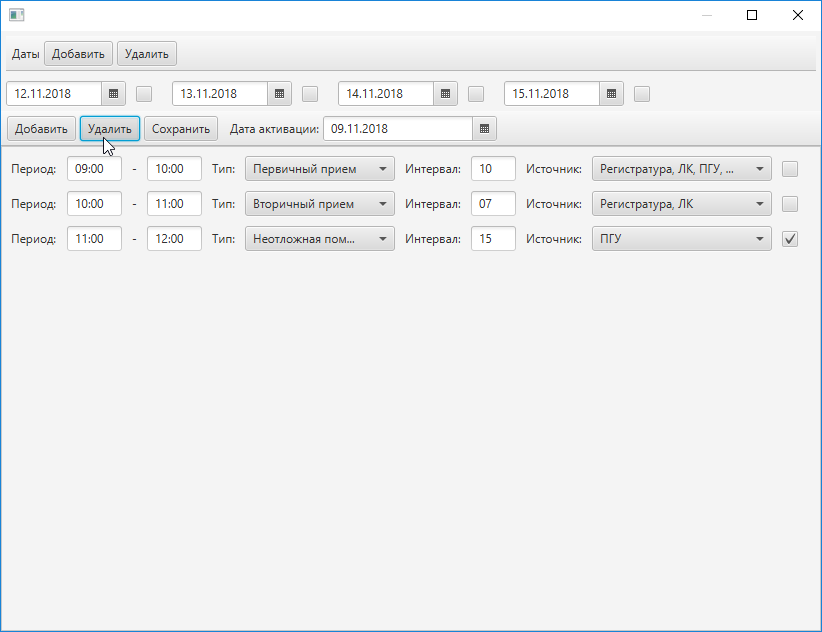 Даты Добавить Удалить
12.11.2018 13.11.2018 14.11.2018 15.11.2018
Добавить Удалить Сохранить Дата активации: 09.11.2018
Период: 09:00 - 10:00 Тип: Первичный прием Интервал: 10 Источник: Регистратура, ЛК, ПГУ, ...
Период: 10:00 - 11:00 Тип: Вторичный прием Интервал: 07 Источник: Регистратура, ЛК
Период: 11:00 - 12:00 Тип: Неотложная пом... Интервал: 15 Источник: ПГУ